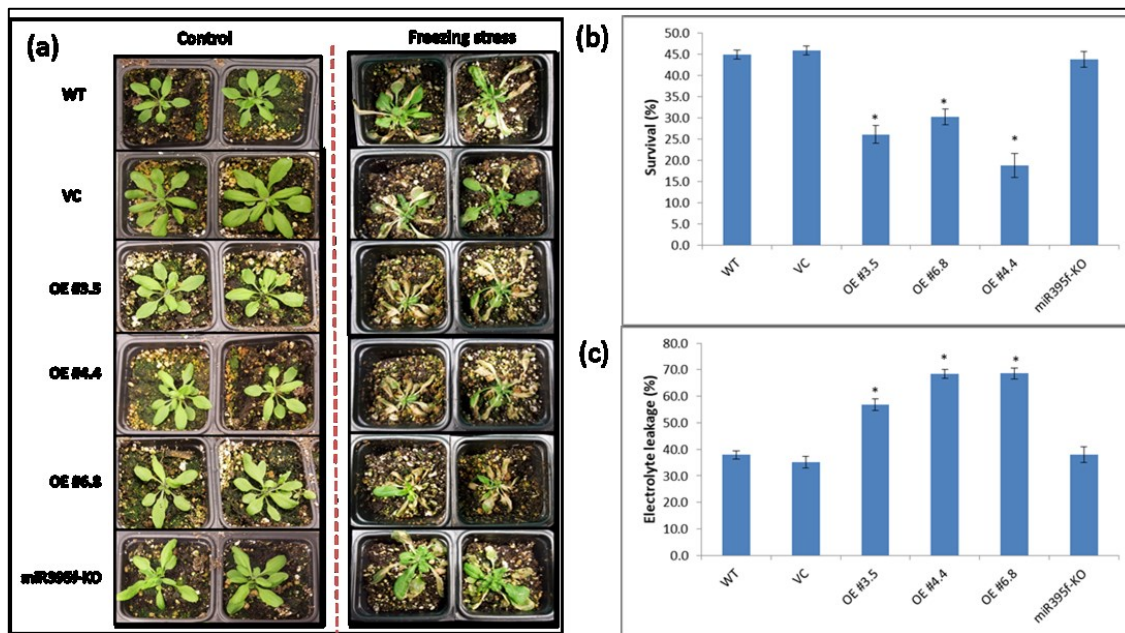 (a)
Control
Freezing stress
WT
VC
OE #3.5
OE #4.4
OE #6.8
miR395f-KO
(b)
Survival (%)
50.0
45.0
40.0
35.0
30.0
25.0
20.0
15.0
10.0
5.0
0.0
*
*
*
WT
VC
OE #3.5
OE #6.8
OE #4.4
miR395f-KO
(c)
Electrolyte leakage (%)
80.0
70.0
60.0
50.0
40.0
30.0
20.0
10.0
0.0
*
*
*
WT
VC
OE #3.5
OE #4.4
OE #6.8
miR395f-KO